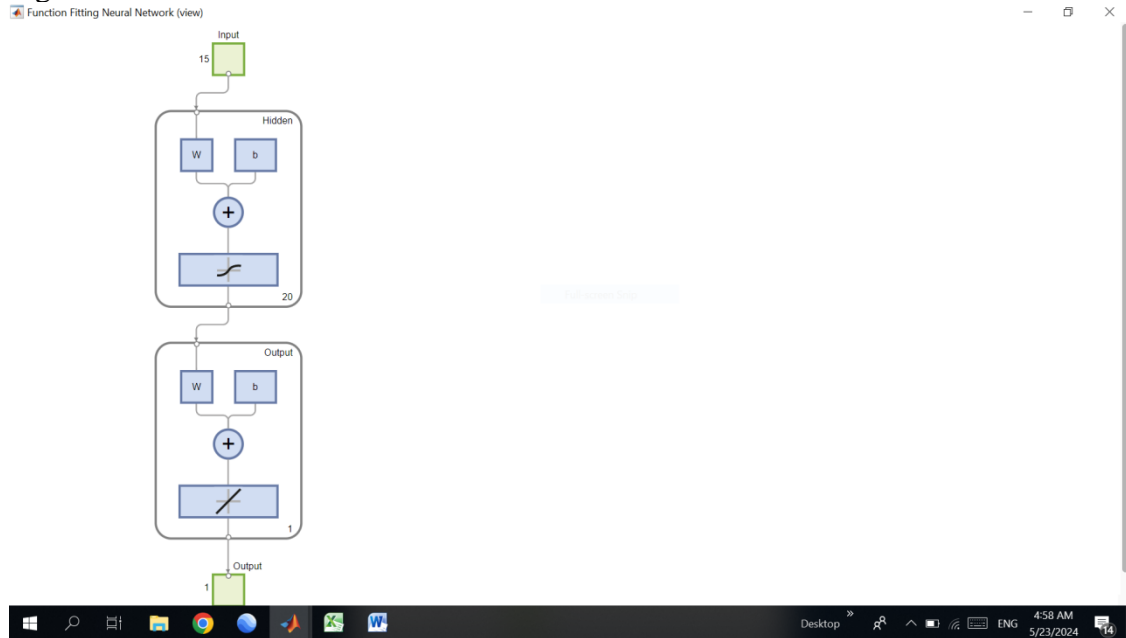 Function Fitting Neural Network (view)
Input
15
Hidden
W
b
+
20
Output
W
b
+
1
Output
1
Desktop
ENG
4:58 AM
5/23/2024
14